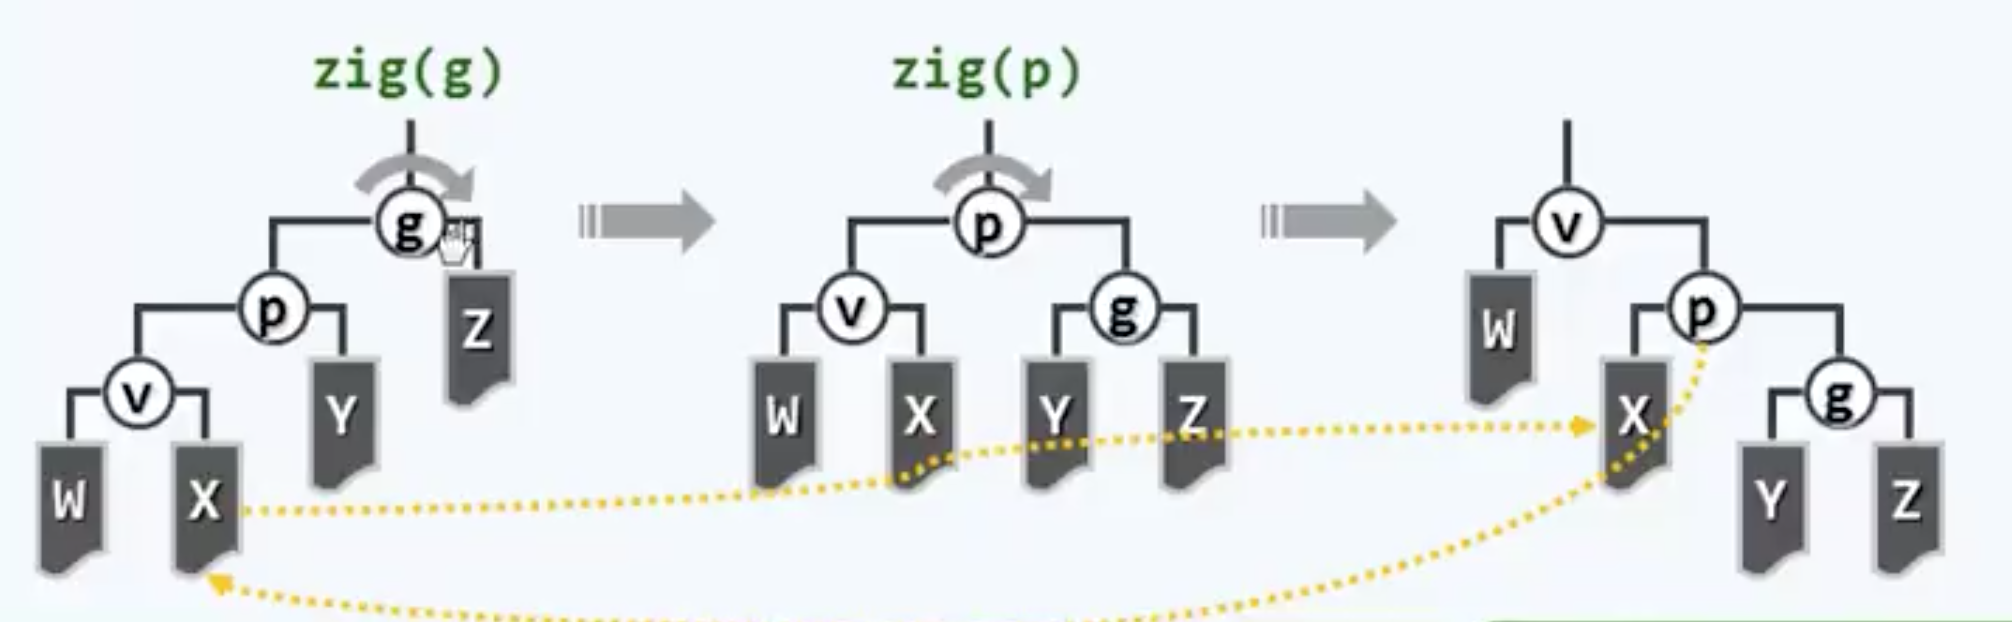 zig(g) zig(p)
g p v
p Z v g W p
v Y W X Y Z X g
W X Y Z